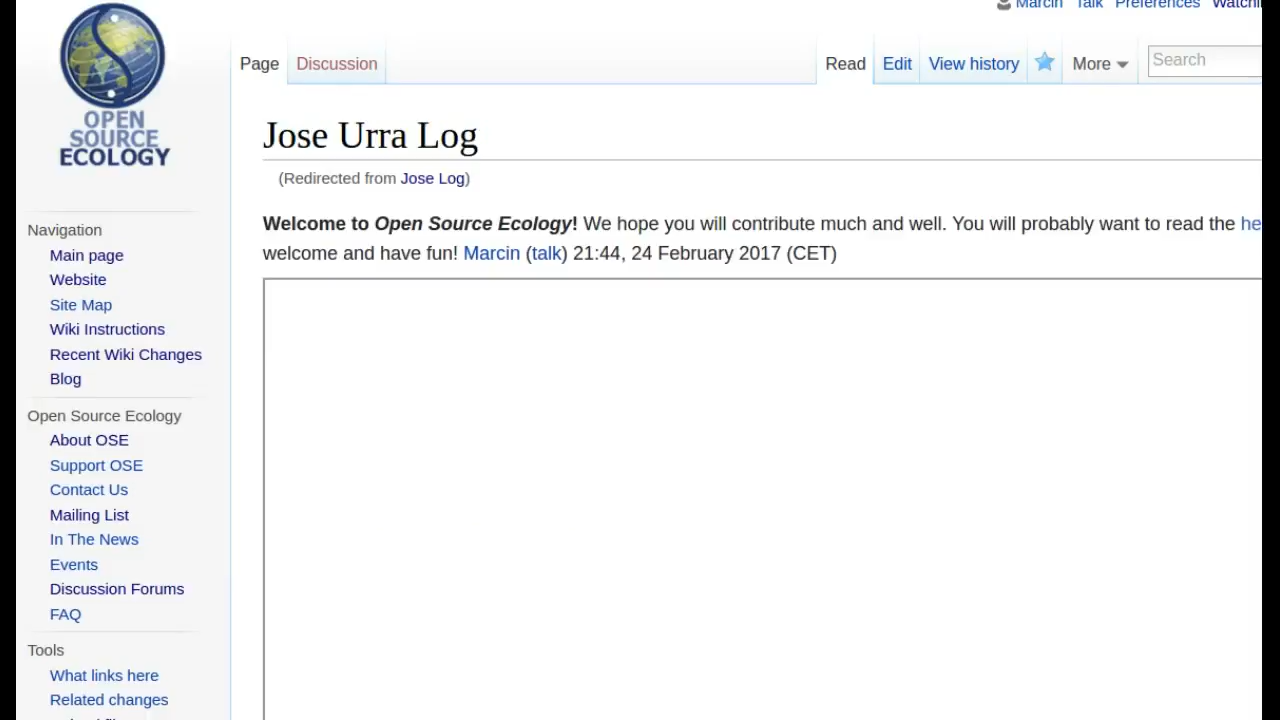 Marcin Talk Preferences
Page Discussion Read Edit View history More Search
OPEN
SOURCE
ECOLOGY
Jose Urra Log
(Redirected from Jose Log)
Welcome to Open Source Ecology! We hope you will contribute much and well. You will probably want to read the
welcome and have fun! Marcin (talk) 21:44, 24 February 2017 (CET)
Navigation
Main page
Website
Site Map
Wiki Instructions
Recent Wiki Changes
Blog
Open Source Ecology
About OSE
Support OSE
Contact Us
Mailing List
In The News
Events
Discussion Forums
FAQ
Tools
What links here
Related changes